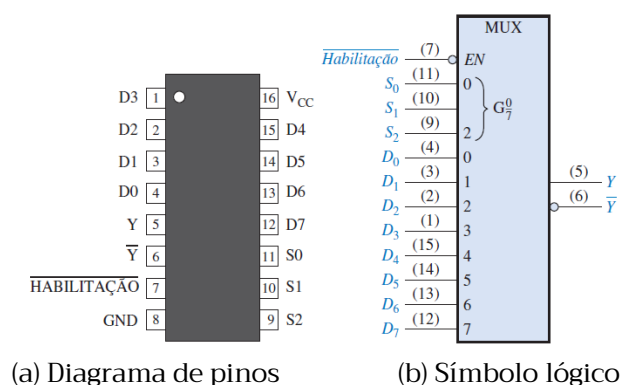 D3 1 16 V_CC
D2 2 15 D4
D1 3 14 D5
D0 4 13 D6
Y 5 12 D7
Y̅ 6 11 S0
HABILITAÇÃO 7 10 S1
GND 8 9 S2
(a) Diagrama de pinos
MUX
Habilitação (7) EN
S0 (11) 0
S1 (10) G 0/7
S2 (9) 2
D0 (4) 0
D1 (3) 1 (5) Y
D2 (2) 2 (6) Y̅
D3 (1) 3
D4 (15) 4
D5 (14) 5
D6 (13) 6
D7 (12) 7
(b) Símbolo lógico